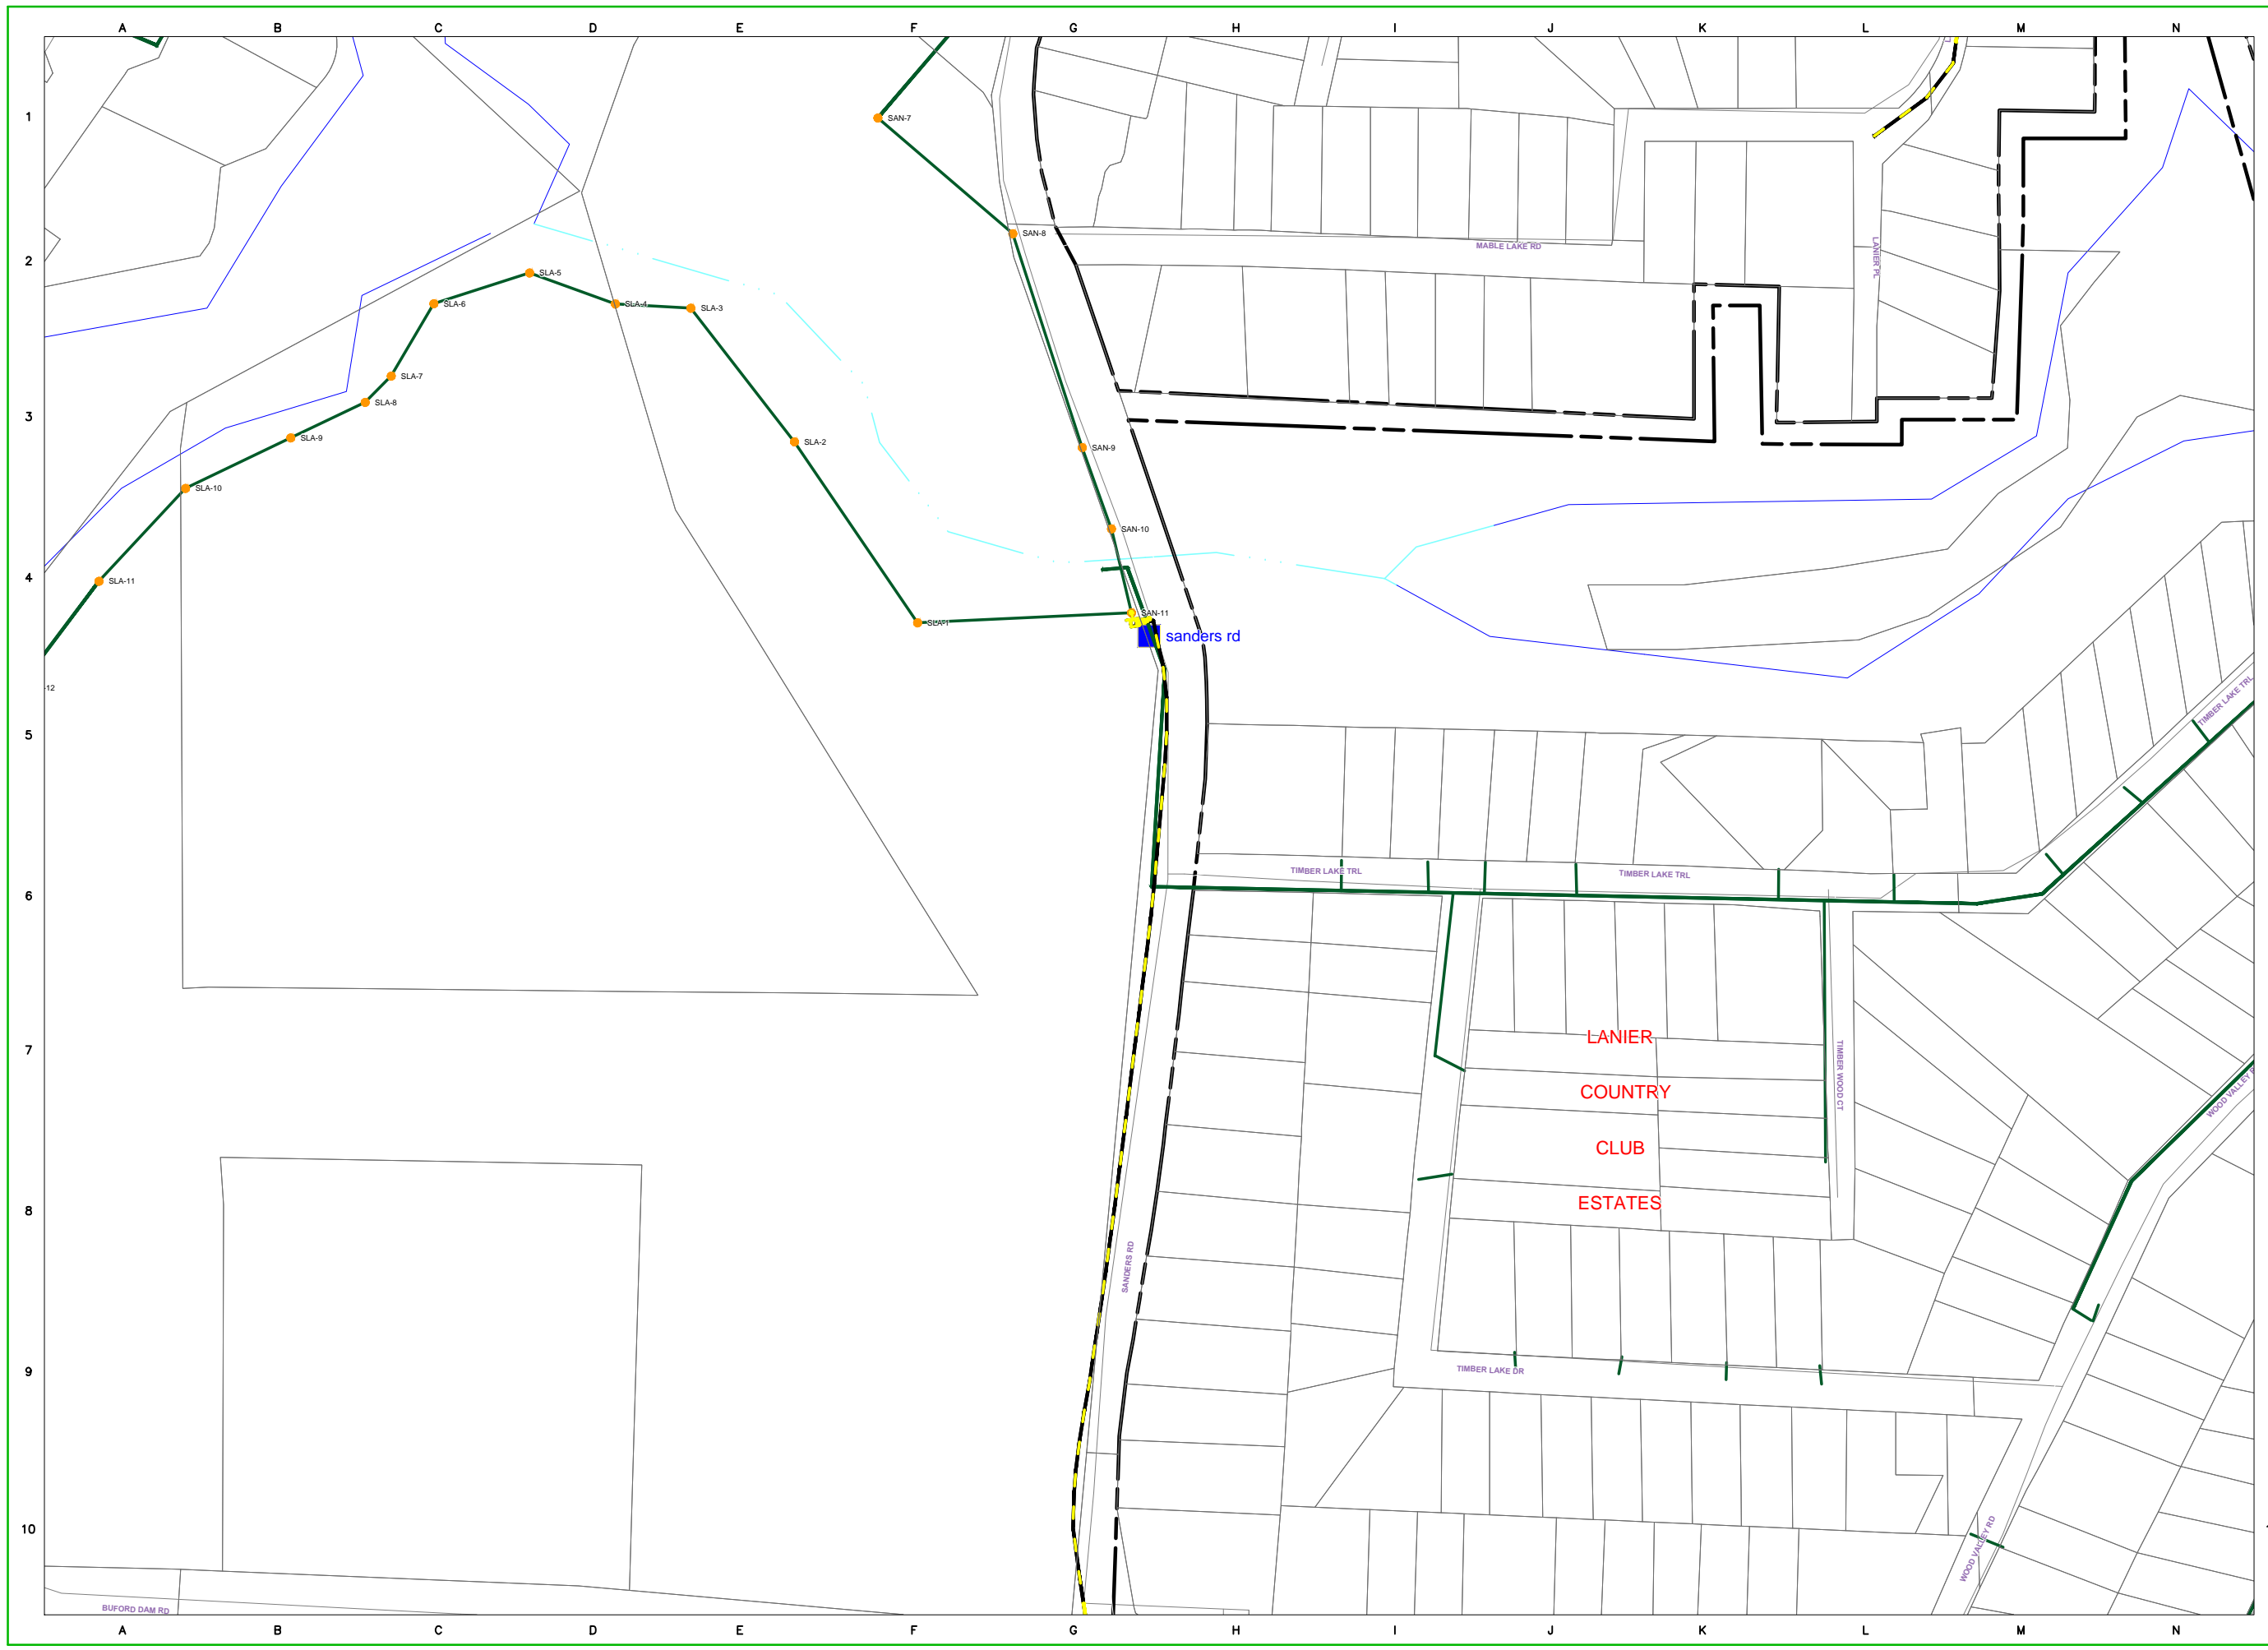 A B C D E F G H I J K L M N
1
SAN-7
SAN-8
MABLE LAKE RD
LANIER PL
2
SLA-5
SLA-6
SLA-4
SLA-3
SLA-7
SLA-8
3
SLA-9
SLA-2
SAN-9
SLA-10
SAN-10
4
SLA-11
SLA-1
SAN-11
sanders rd
-12
TIMBER LAKE TRL
5
TIMBER LAKE TRL
TIMBER LAKE TRL
6
7
LANIER
COUNTRY
CLUB
ESTATES
TIMBER WOOD CT
WOOD VALLEY R
8
SANDERS RD
9
TIMBER LAKE DR
10
WOOD VALLEY RD
BUFORD DAM RD
A B C D E F G H I J K L M N